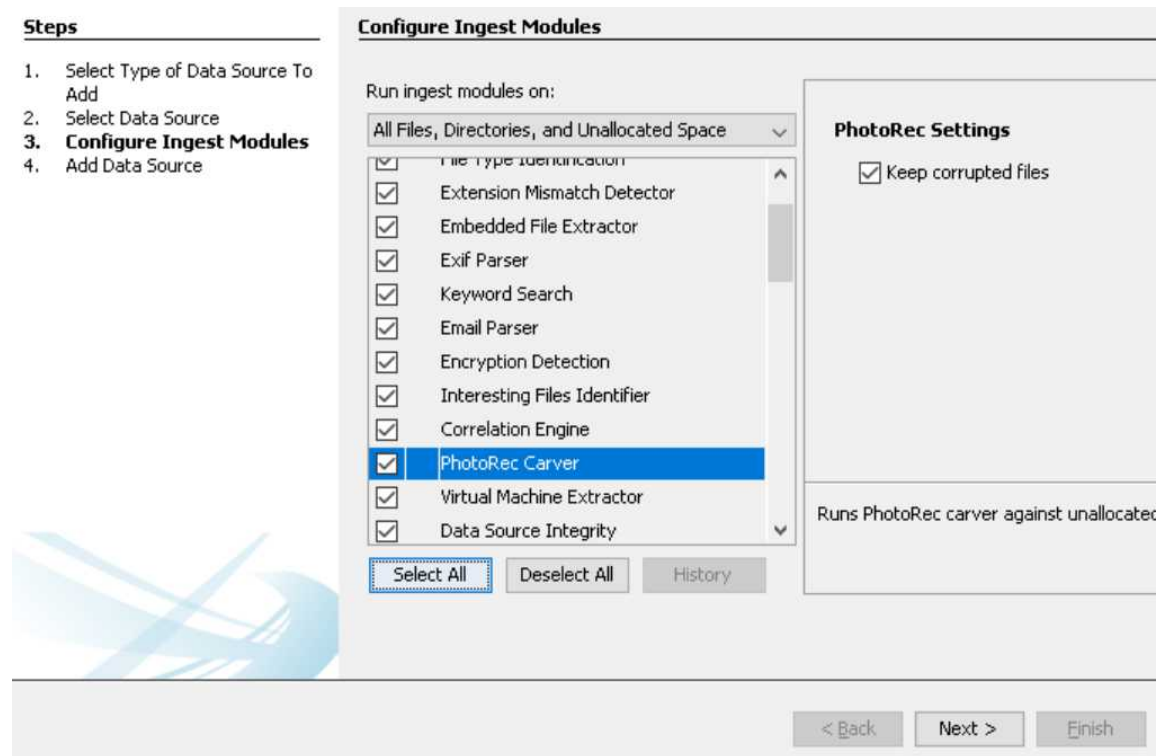 Steps
1. Select Type of Data Source To
Add
2. Select Data Source
3. Configure Ingest Modules
4. Add Data Source
Configure Ingest Modules
Run ingest modules on:
All Files, Directories, and Unallocated Space
File Type Identification
Extension Mismatch Detector
Embedded File Extractor
Exif Parser
Keyword Search
Email Parser
Encryption Detection
Interesting Files Identifier
Correlation Engine
PhotoRec Carver
Virtual Machine Extractor
Data Source Integrity
Select All
Deselect All
History
PhotoRec Settings
Keep corrupted files
Runs PhotoRec carver against unallocated
< Back
Next >
Finish